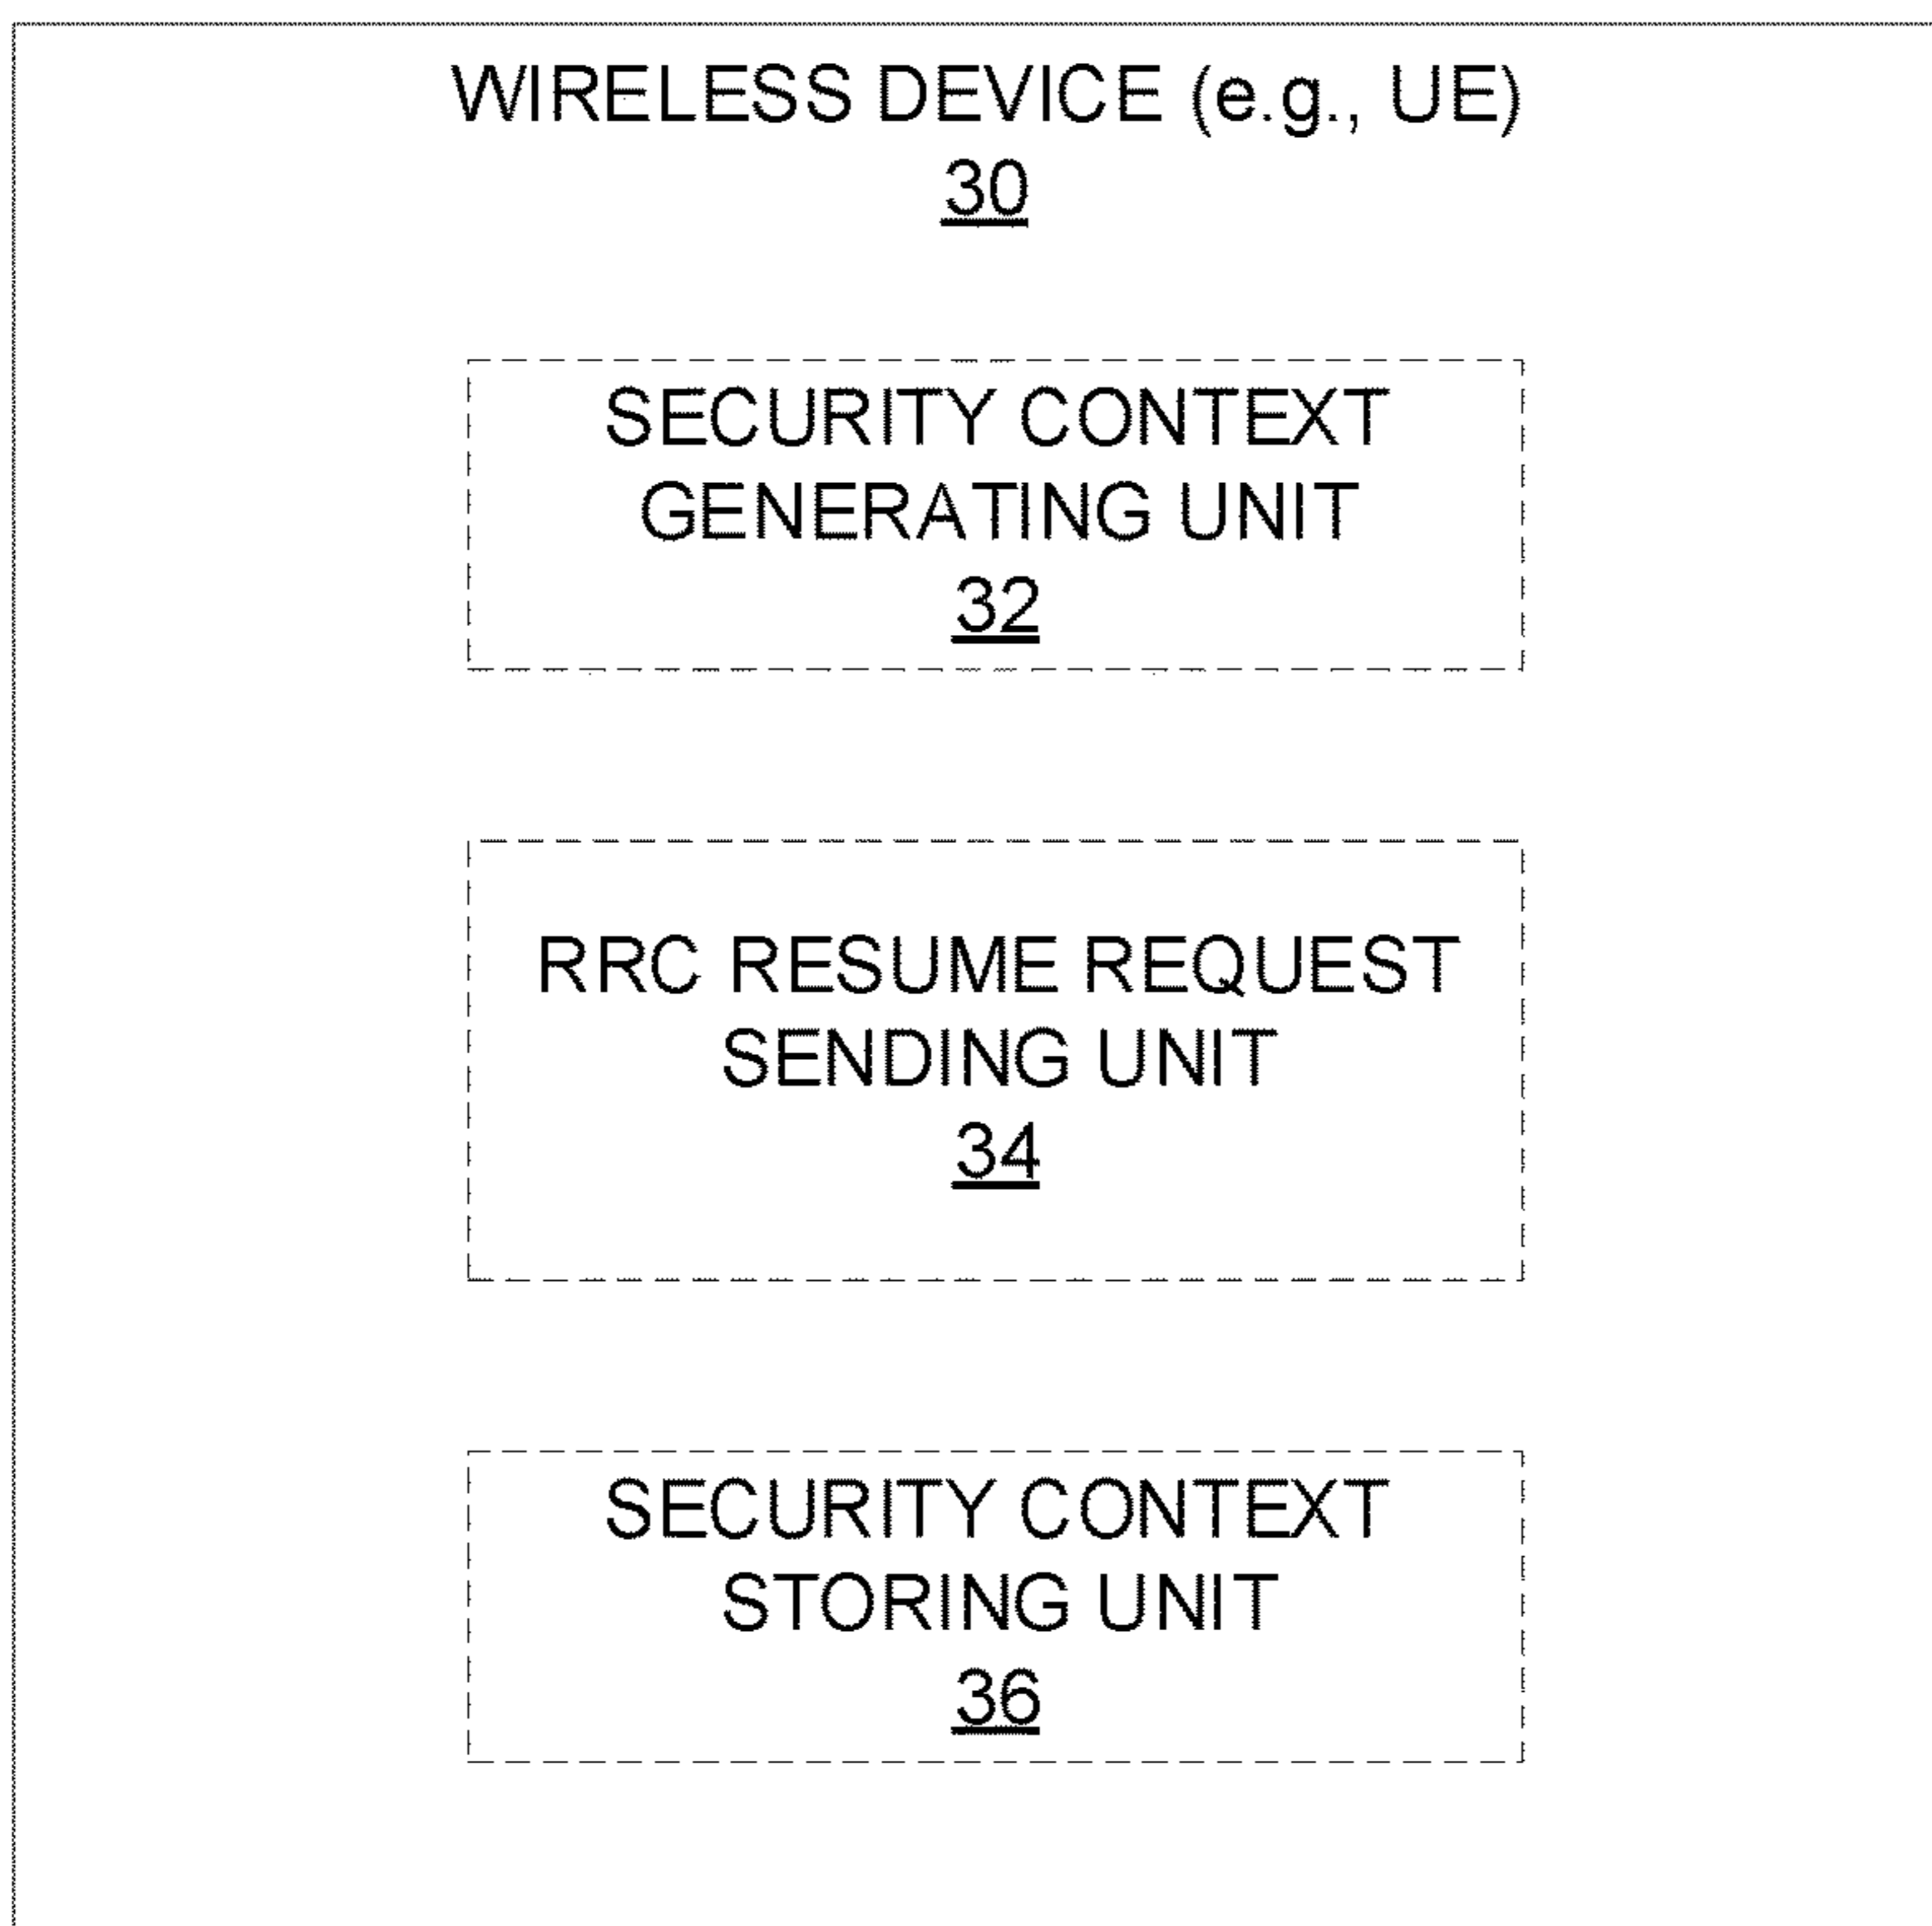 WIRELESS DEVICE (e.g., UE)
30
SECURITY CONTEXT
GENERATING UNIT
32
RRC RESUME REQUEST
SENDING UNIT
34
SECURITY CONTEXT
STORING UNIT
36